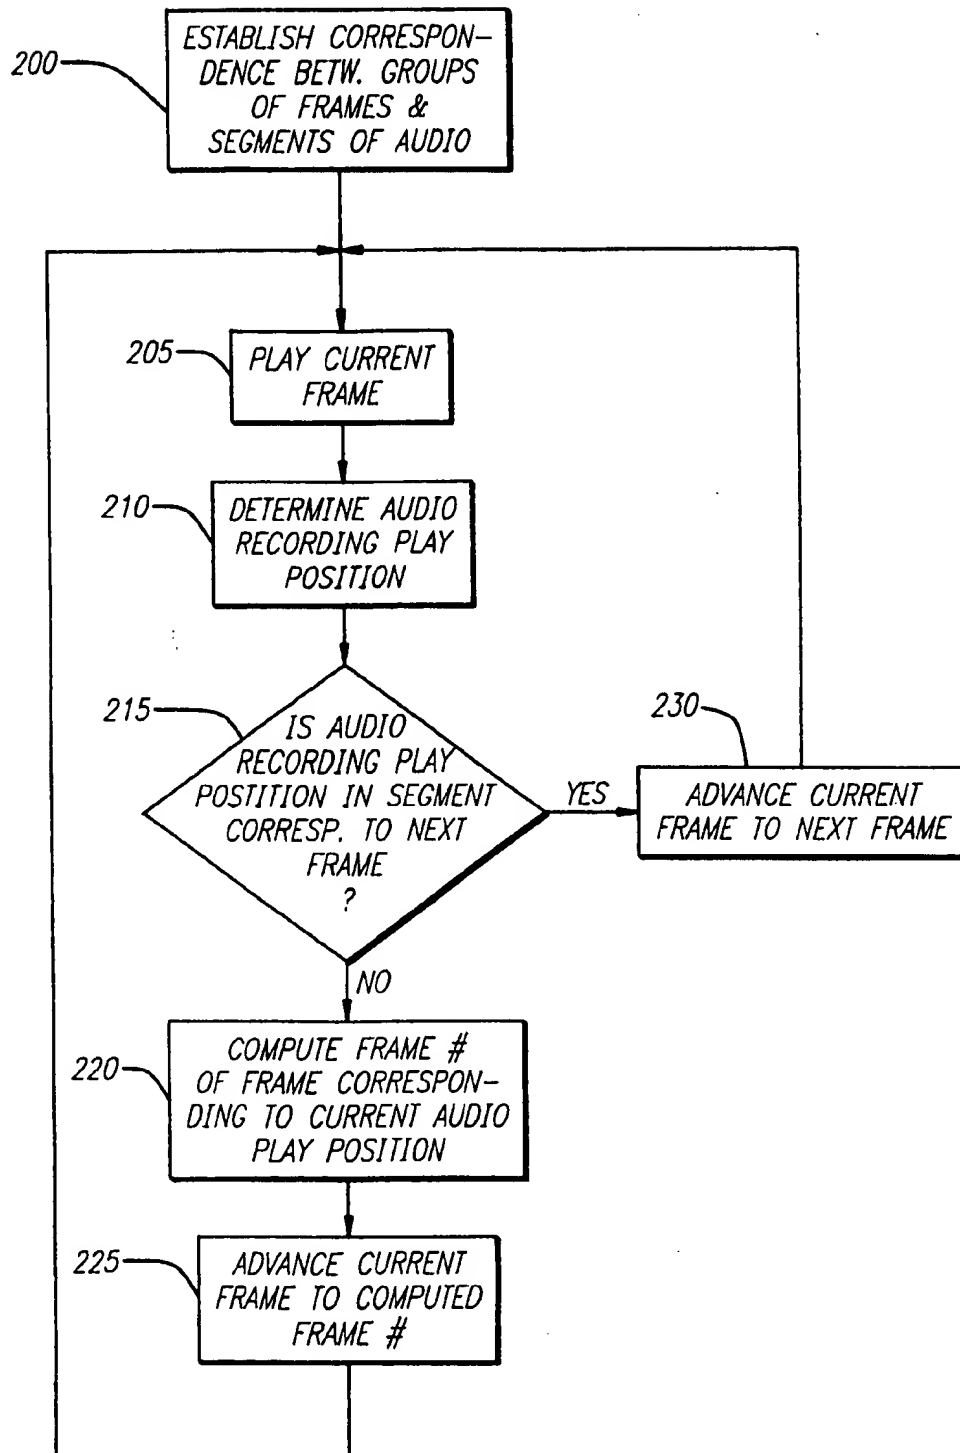 200
ESTABLISH CORRESPON-
DENCE BETW. GROUPS
OF FRAMES &
SEGMENTS OF AUDIO
205
PLAY CURRENT
FRAME
210
DETERMINE AUDIO
RECORDING PLAY
POSITION
215
IS AUDIO
RECORDING PLAY
POSTITION IN SEGMENT
CORRESP. TO NEXT
FRAME
?
YES
230
ADVANCE CURRENT
FRAME TO NEXT FRAME
NO
220
COMPUTE FRAME #
OF FRAME CORRESPON-
DING TO CURRENT AUDIO
PLAY POSITION
225
ADVANCE CURRENT
FRAME TO COMPUTED
FRAME #